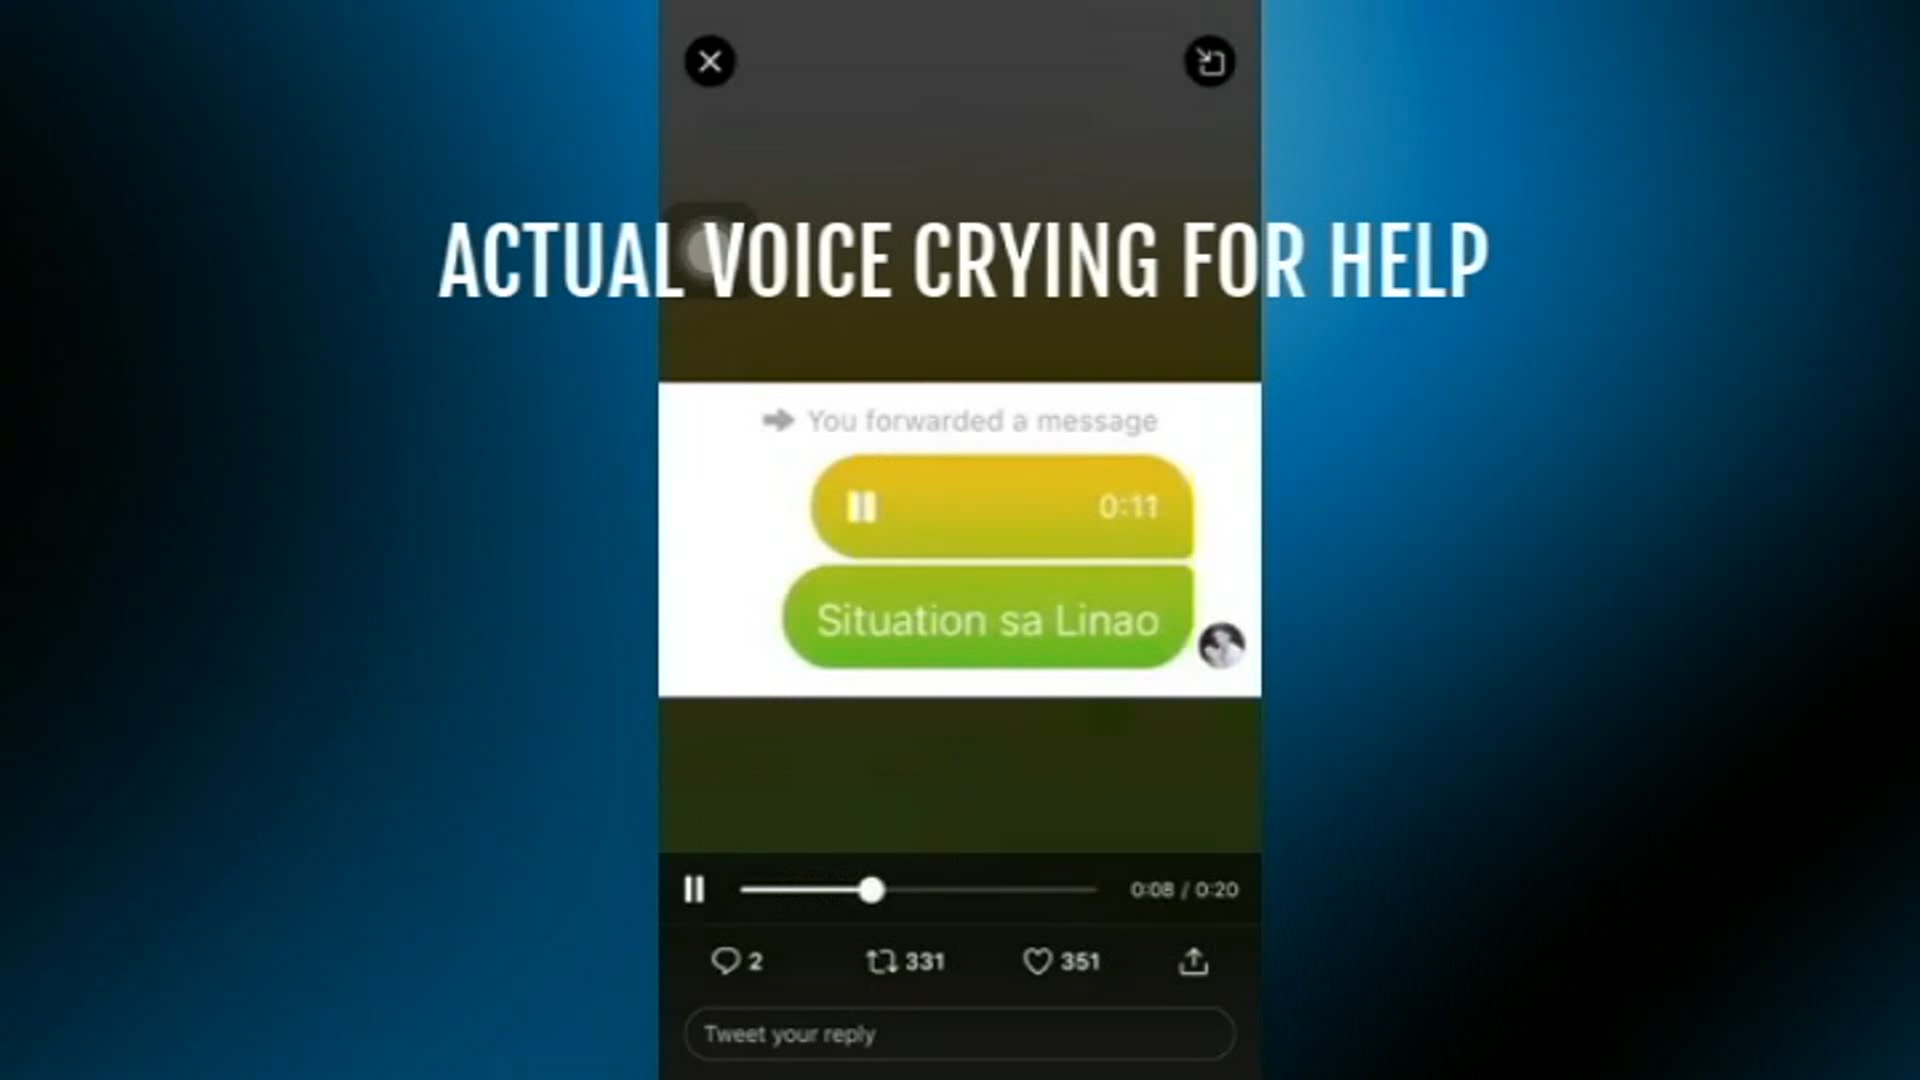 ACTUAL VOICE CRYING FOR HELP
You forwarded a message
0:11
Situation sa Linao
0:08 / 0:20
2 331 351
Tweet your reply